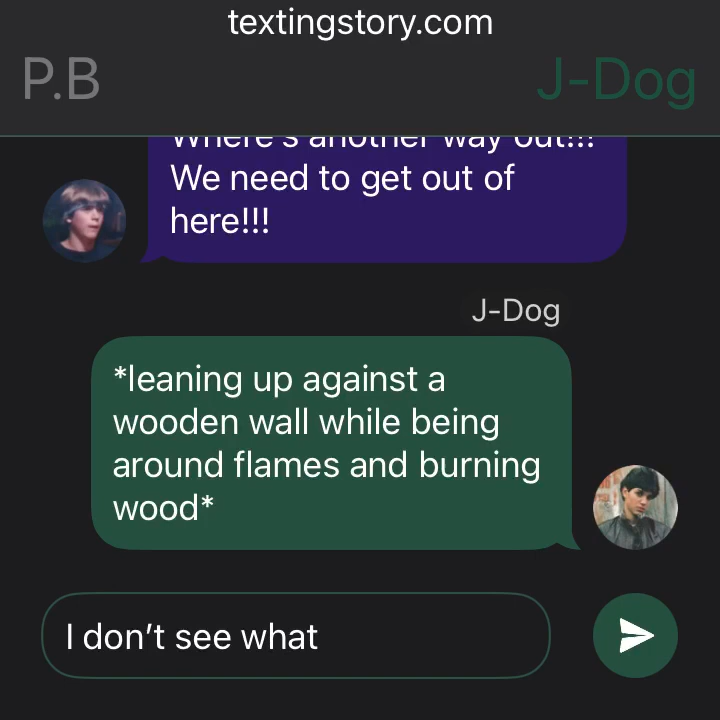 textingstory.com
P.B
J-Dog
Where's another way out!!!
We need to get out of
here!!!
J-Dog
*leaning up against a
wooden wall while being
around flames and burning
wood*
I don’t see what